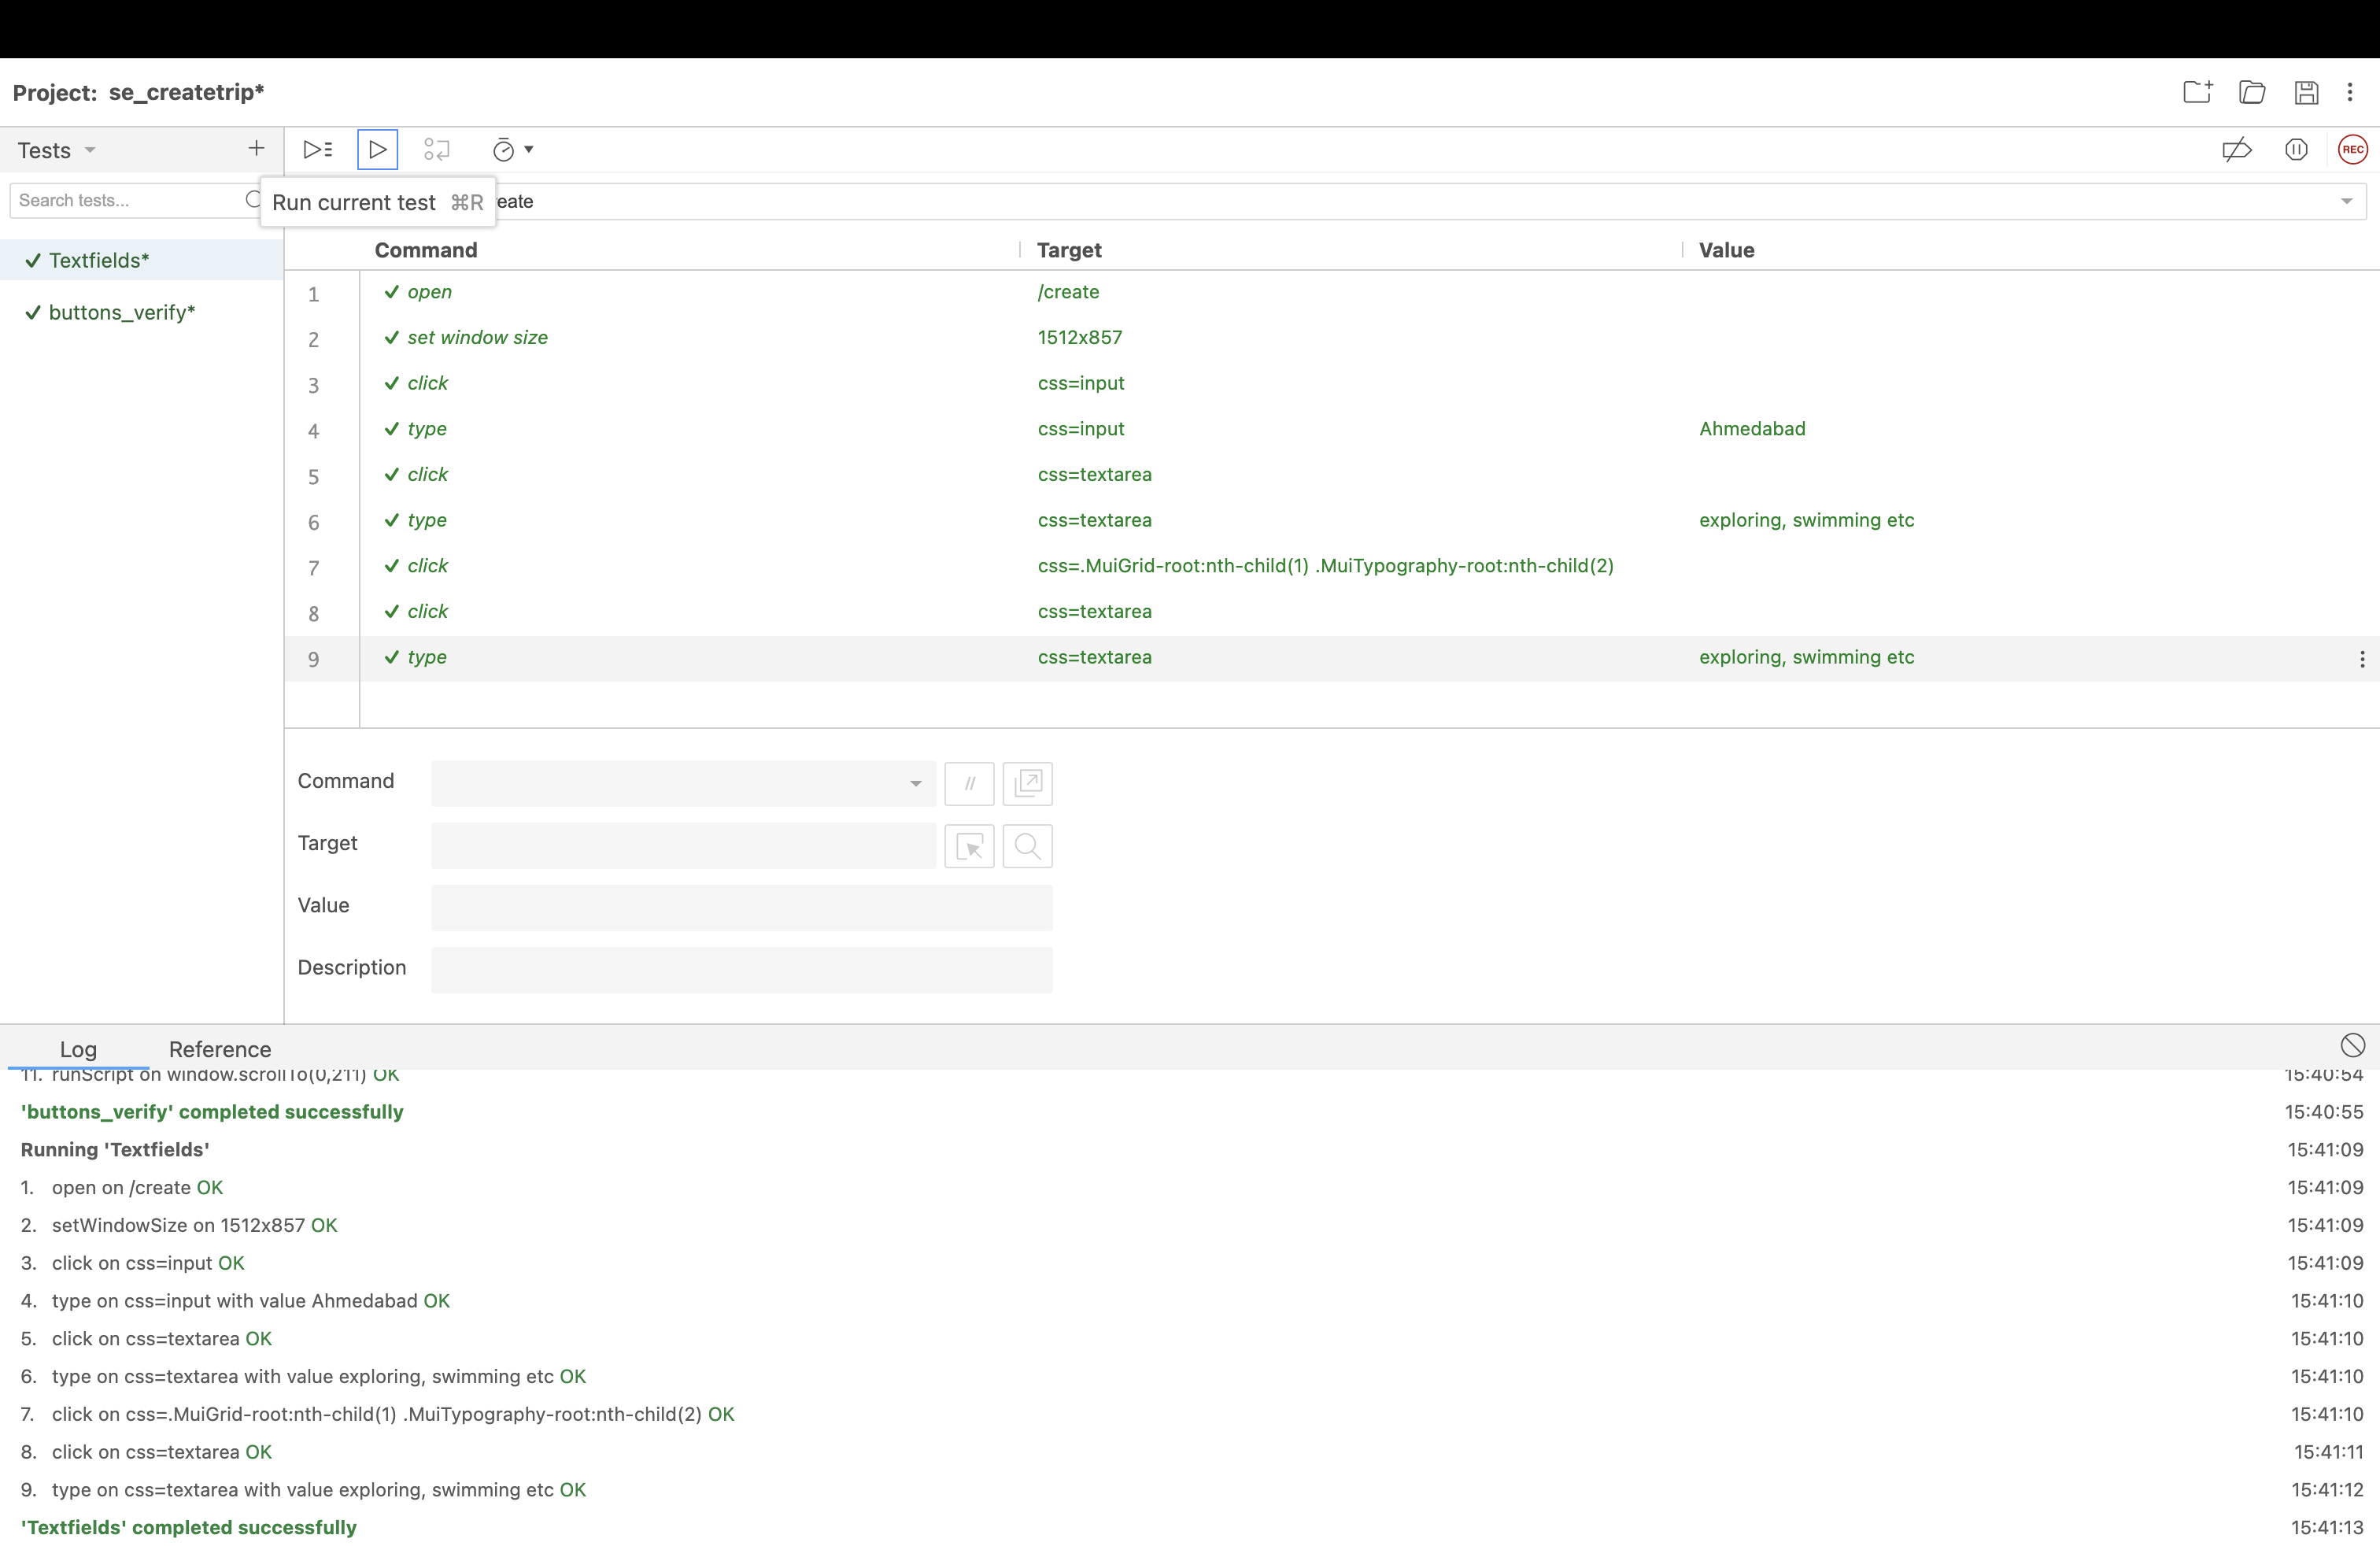 Project: se_createtrip*
Tests
Search tests...
Run current test ⌘R
eate
REC
✓ Textfields*
✓ buttons_verify*
Command Target Value
1 ✓ open /create
2 ✓ set window size 1512x857
3 ✓ click css=input
4 ✓ type css=input Ahmedabad
5 ✓ click css=textarea
6 ✓ type css=textarea exploring, swimming etc
7 ✓ click css=.MuiGrid-root:nth-child(1) .MuiTypography-root:nth-child(2)
8 ✓ click css=textarea
9 ✓ type css=textarea exploring, swimming etc
Command //
Target
Value
Description
Log Reference
11. runScript on window.scrollTo(0,211) OK 15:40:54
'buttons_verify' completed successfully 15:40:55
Running 'Textfields' 15:41:09
1. open on /create OK 15:41:09
2. setWindowSize on 1512x857 OK 15:41:09
3. click on css=input OK 15:41:09
4. type on css=input with value Ahmedabad OK 15:41:10
5. click on css=textarea OK 15:41:10
6. type on css=textarea with value exploring, swimming etc OK 15:41:10
7. click on css=.MuiGrid-root:nth-child(1) .MuiTypography-root:nth-child(2) OK 15:41:10
8. click on css=textarea OK 15:41:11
9. type on css=textarea with value exploring, swimming etc OK 15:41:12
'Textfields' completed successfully 15:41:13